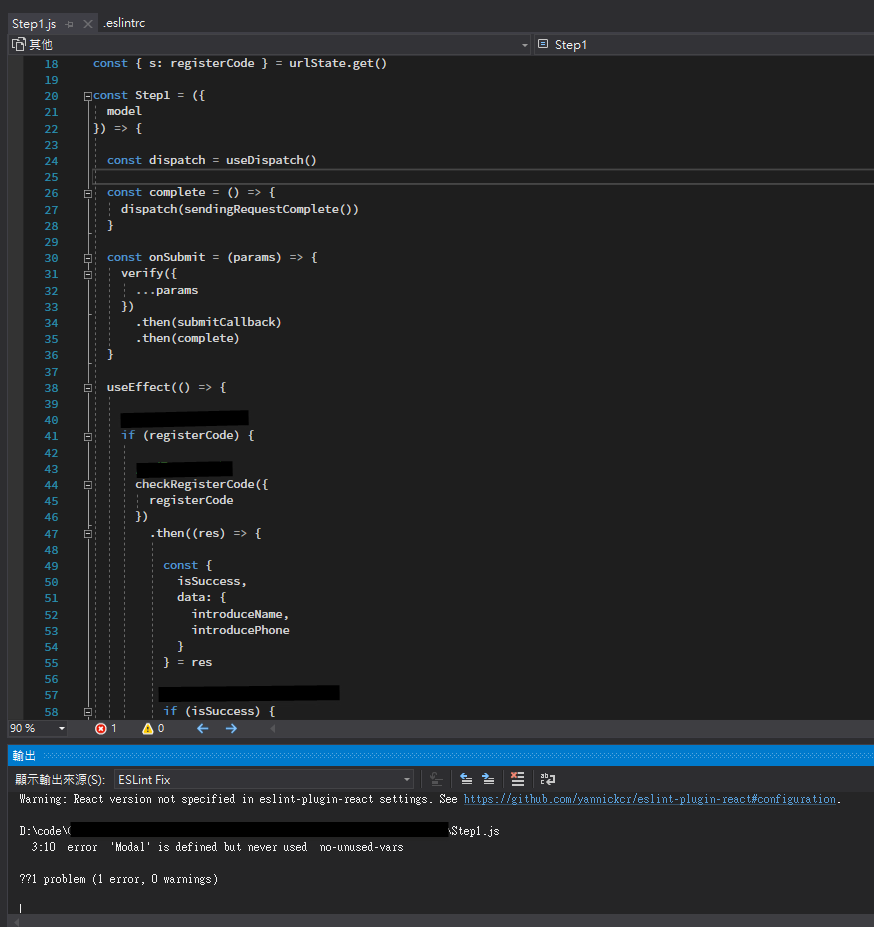 Step1.js .eslintrc
其他 Step1
18 const { s: registerCode } = urlState.get()
19
20 const Step1 = ({
21 model
22 }) => {
23
24 const dispatch = useDispatch()
25
26 const complete = () => {
27 dispatch(sendingRequestComplete())
28 }
29
30 const onSubmit = (params) => {
31 verify({
32 ...params
33 })
34 .then(submitCallback)
35 .then(complete)
36 }
37
38 useEffect(() => {
39
40
41 if (registerCode) {
42
43
44 checkRegisterCode({
45 registerCode
46 })
47 .then((res) => {
48
49 const {
50 isSuccess,
51 data: {
52 introduceName,
53 introducePhone
54 }
55 } = res
56
57
58 if (isSuccess) {
90 % 1 0
輸出
顯示輸出來源(S): ESLint Fix
Warning: React version not specified in eslint-plugin-react settings. See https://github.com/yannickcr/eslint-plugin-react#configuration.
D:\code\( \Step1.js
3:10 error 'Modal' is defined but never used no-unused-vars
??1 problem (1 error, 0 warnings)